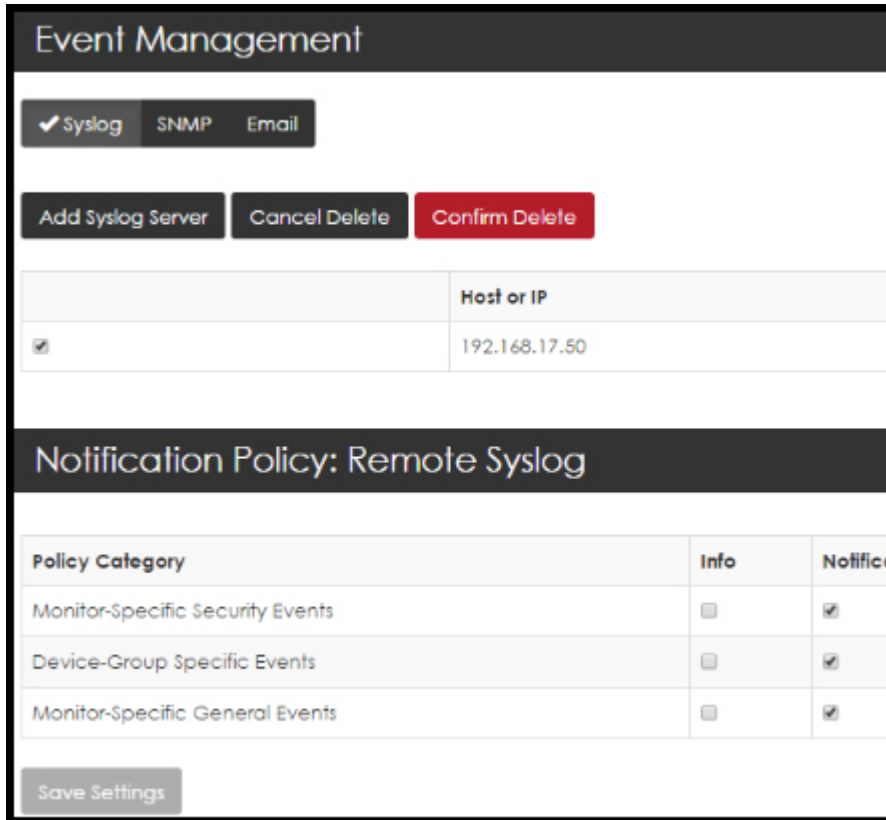 Event Management
Syslog SNMP Email
Add Syslog Server Cancel Delete Confirm Delete
Host or IP
192.168.17.50
Notification Policy: Remote Syslog
Policy Category Info Notific
Monitor-Specific Security Events
Device-Group Specific Events
Monitor-Specific General Events
Save Settings